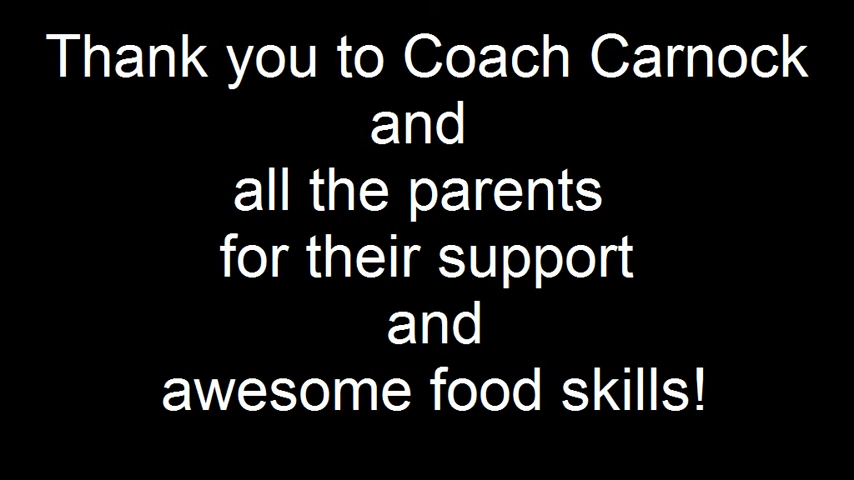 Thank you to Coach Carnock
and
all the parents
for their support
and
awesome food skills!